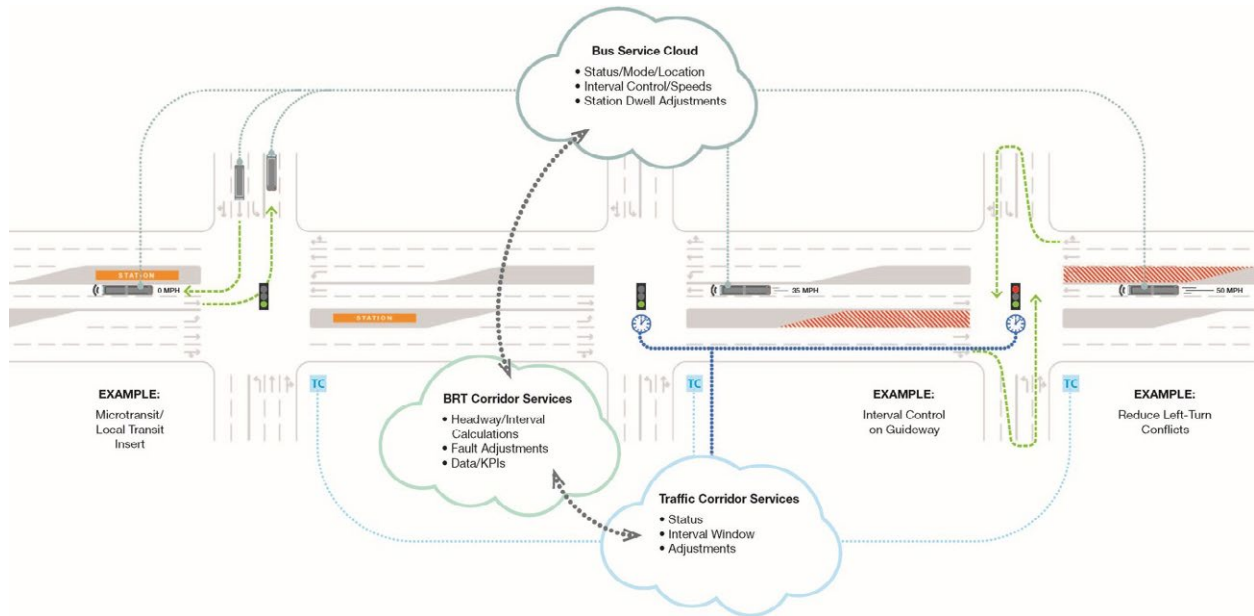 Bus Service Cloud
• Status/Mode/Location
• Interval Control/Speeds
• Station Dwell Adjustments
STATION
0 MPH
35 MPH
50 MPH
STATION
TC
TC
TC
EXAMPLE:
Microtransit/
Local Transit
Insert
BRT Corridor Services
• Headway/Interval
Calculations
• Fault Adjustments
• Data/KPIs
EXAMPLE:
Interval Control
on Guideway
EXAMPLE:
Reduce Left-Turn
Conflicts
Traffic Corridor Services
• Status
• Interval Window
• Adjustments